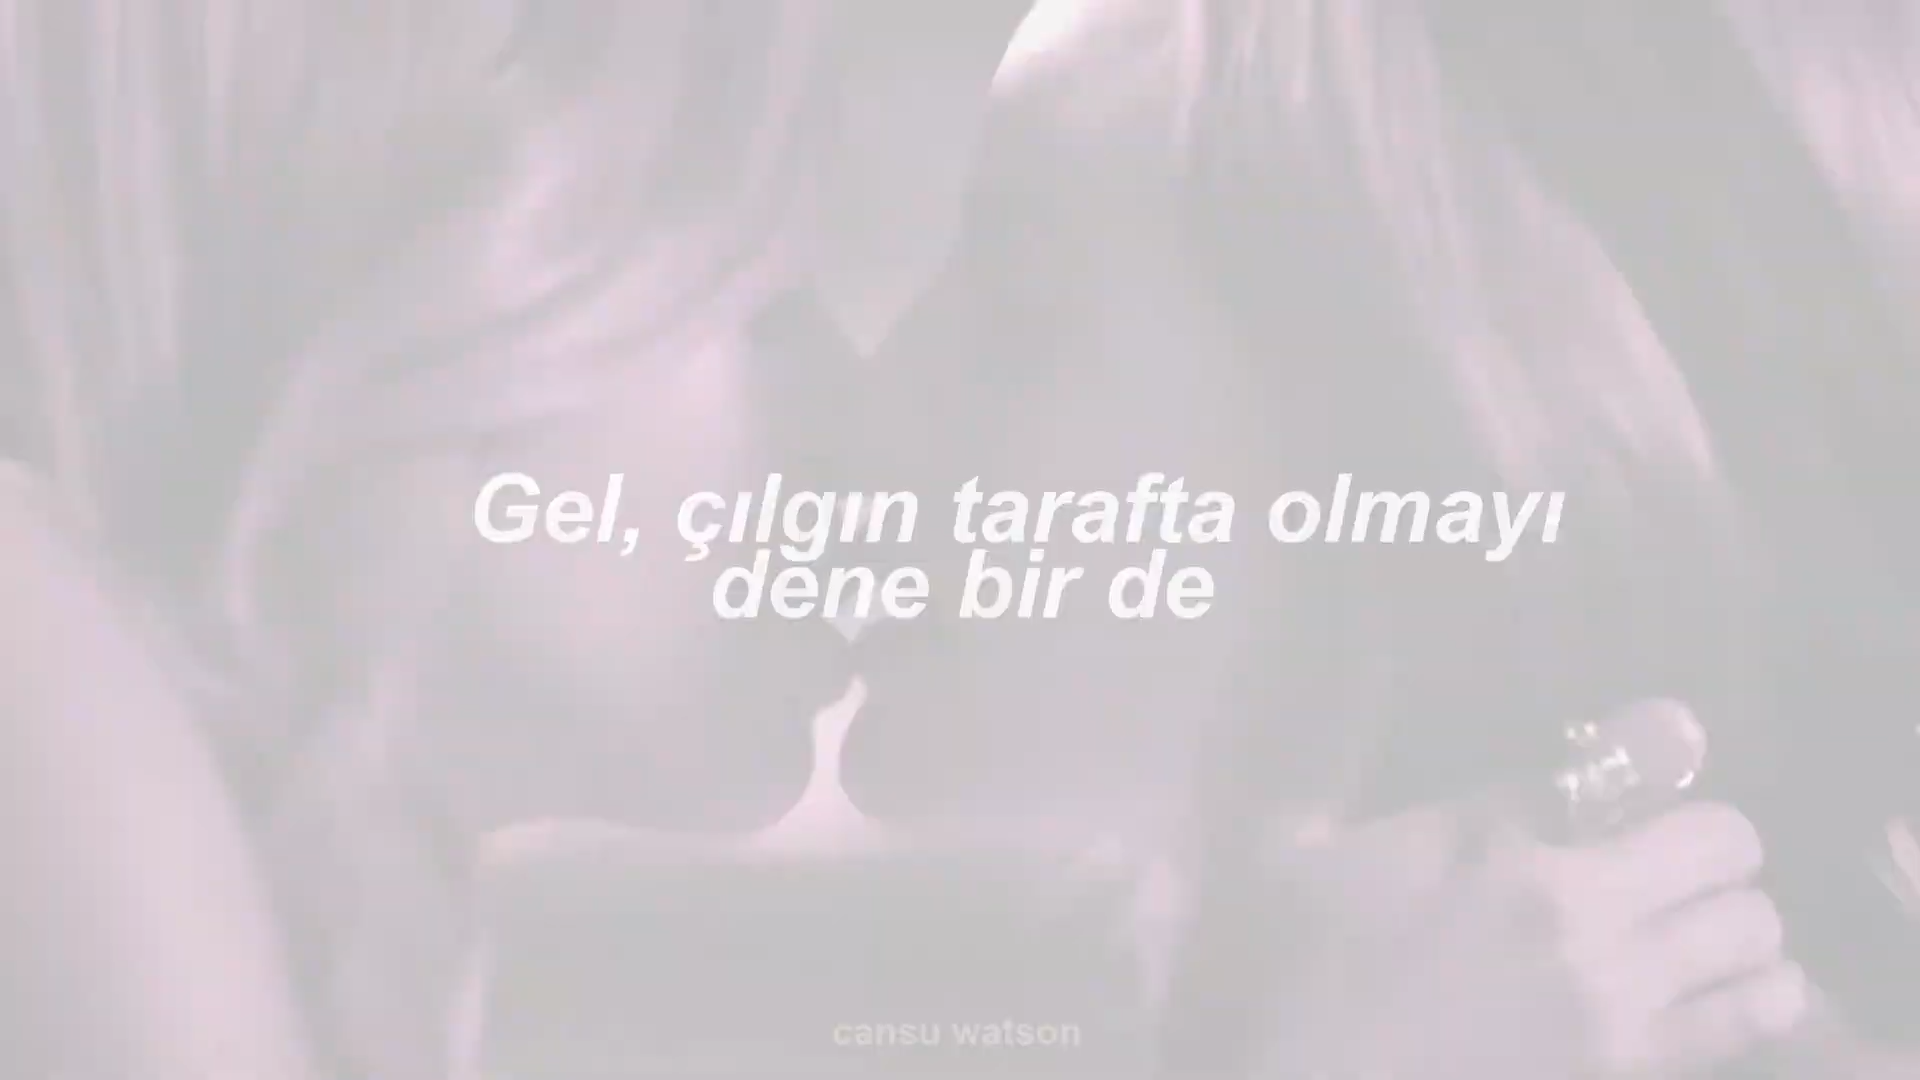 Gel, çılgın tarafta olmayı
dene bir de
cansu watson